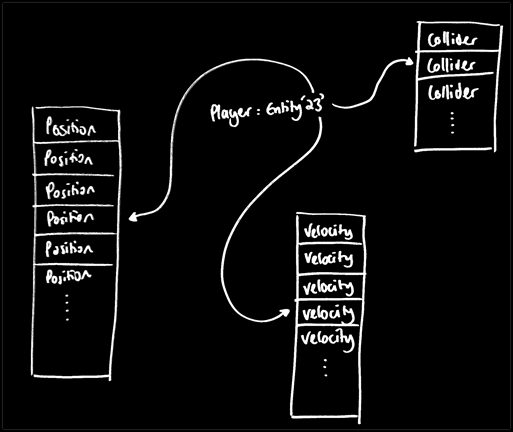 Collider
Collider
Collider
Player : Entity '23'
Position
Position
Position
Position
Position
Position
Velocity
Velocity
Velocity
Velocity
Velocity